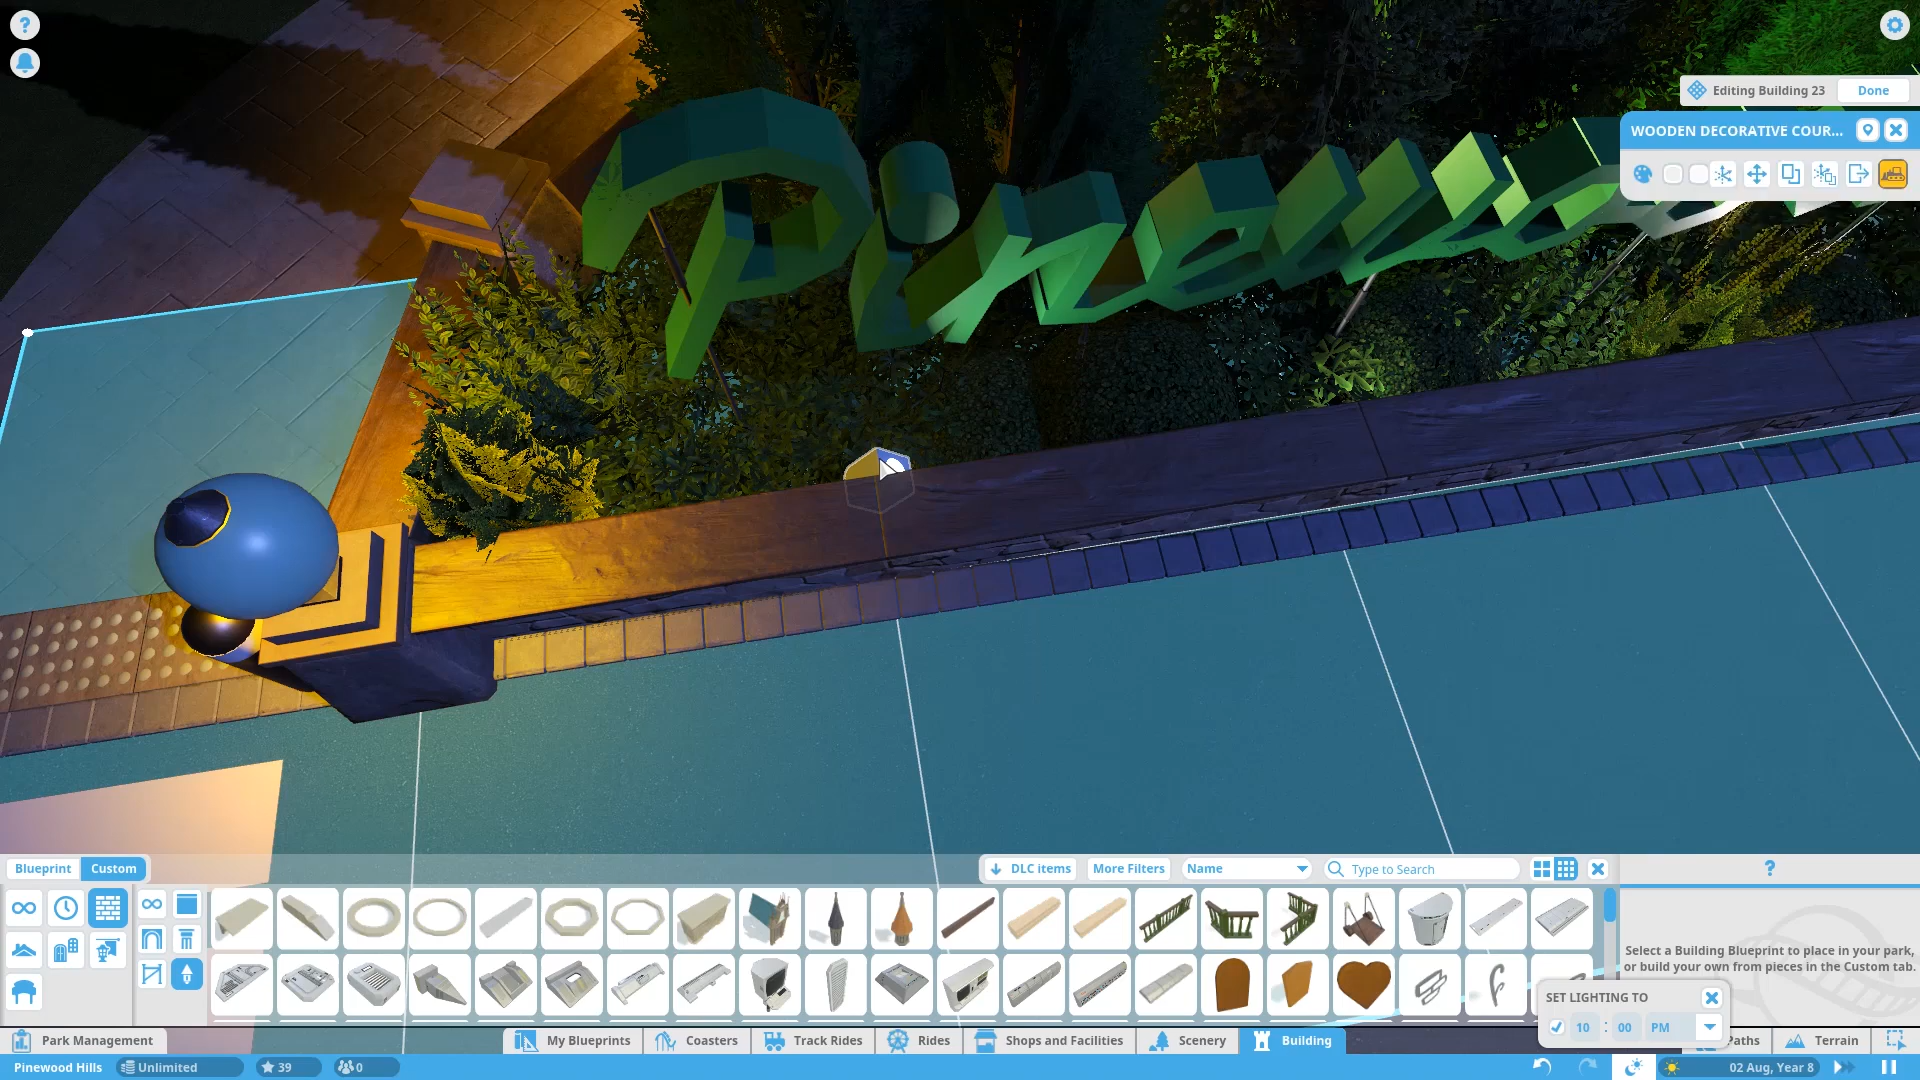 Editing Building 23
Done
WOODEN DECORATIVE COUR...
Blueprint
Custom
DLC items
More Filters
Name
Type to Search
?
Select a Building Blueprint to place in your park,
or build your own from pieces in the Custom tab.
SET LIGHTING TO
10 : 00 PM
Park Management
My Blueprints
Coasters
Track Rides
Rides
Shops and Facilities
Scenery
Building
Paths
Terrain
Pinewood Hills
Unlimited
39
0
02 Aug, Year 8